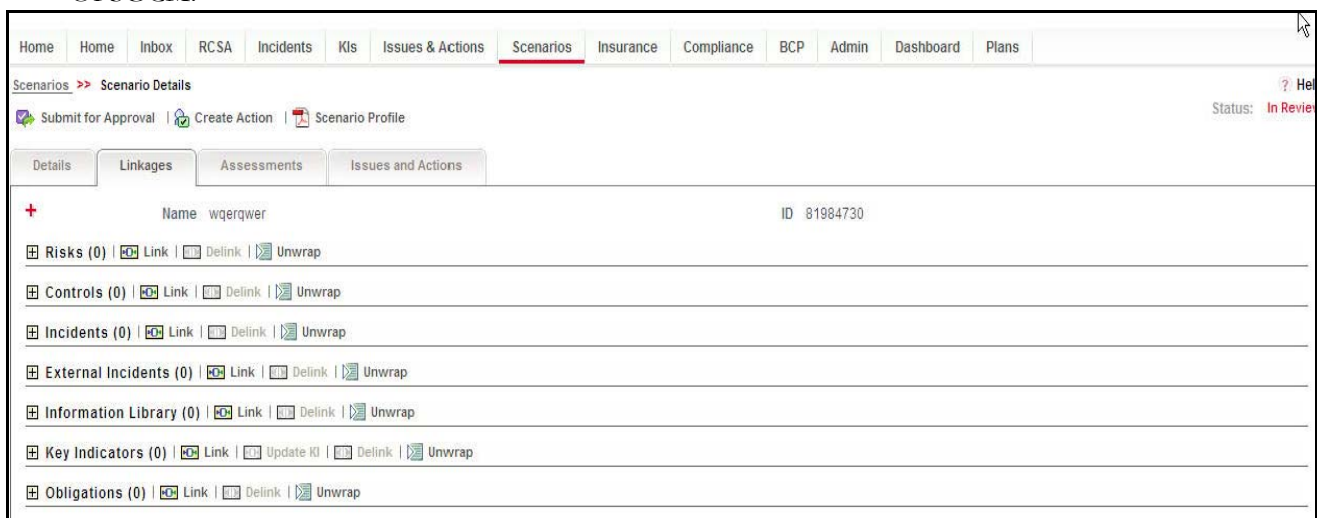 Home Home Inbox RCSA Incidents KIs Issues & Actions Scenarios Insurance Compliance BCP Admin Dashboard Plans
Scenarios >> Scenario Details ? Hel
Submit for Approval | Create Action | Scenario Profile Status: In Review
Details Linkages Assessments Issues and Actions
+ Name wqerqwer ID 81984730
Risks (0) | Link | Delink | Unwrap
Controls (0) | Link | Delink | Unwrap
Incidents (0) | Link | Delink | Unwrap
External Incidents (0) | Link | Delink | Unwrap
Information Library (0) | Link | Delink | Unwrap
Key Indicators (0) | Link | Update KI | Delink | Unwrap
Obligations (0) | Link | Delink | Unwrap